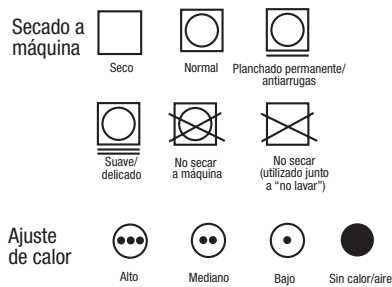 Secado a
máquina
Seco
Normal
Planchado permanente/
antiarrugas
Suave/
delicado
No secar
a máquina
No secar
(utilizado junto
a “no lavar”)
Ajuste
de calor
Alto
Mediano
Bajo
Sin calor/aire